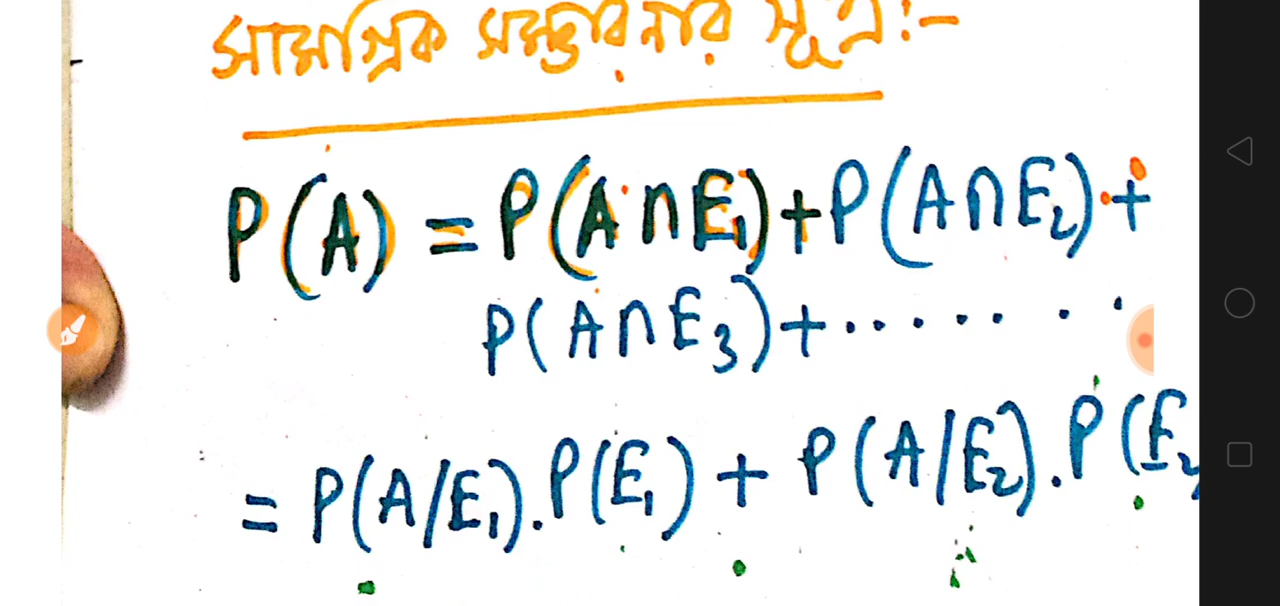 সামগ্রিক সম্ভাবনার সূত্র:-
P(A) = P(A∩E₁)+P(A∩E₂)+
P(A∩E₃)+........
= P(A/E₁).P(E₁) + P(A/E₂).P(E₂